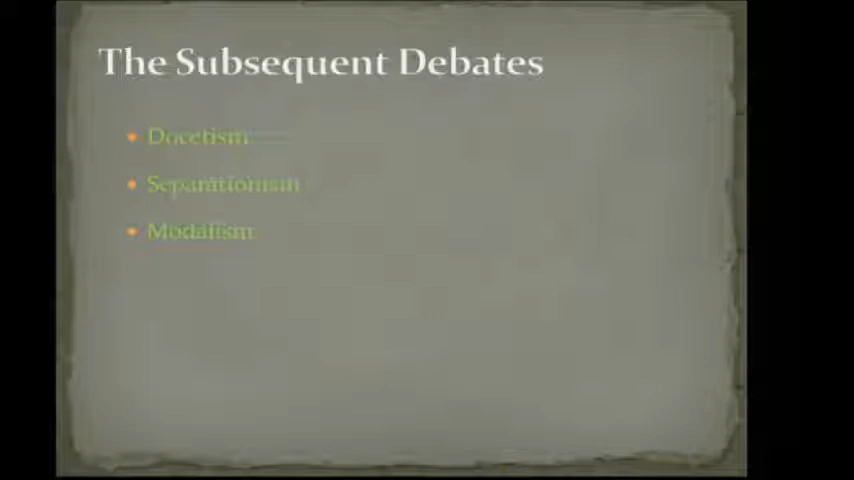 The Subsequent Debates
Docetism
Separationism
Modalism